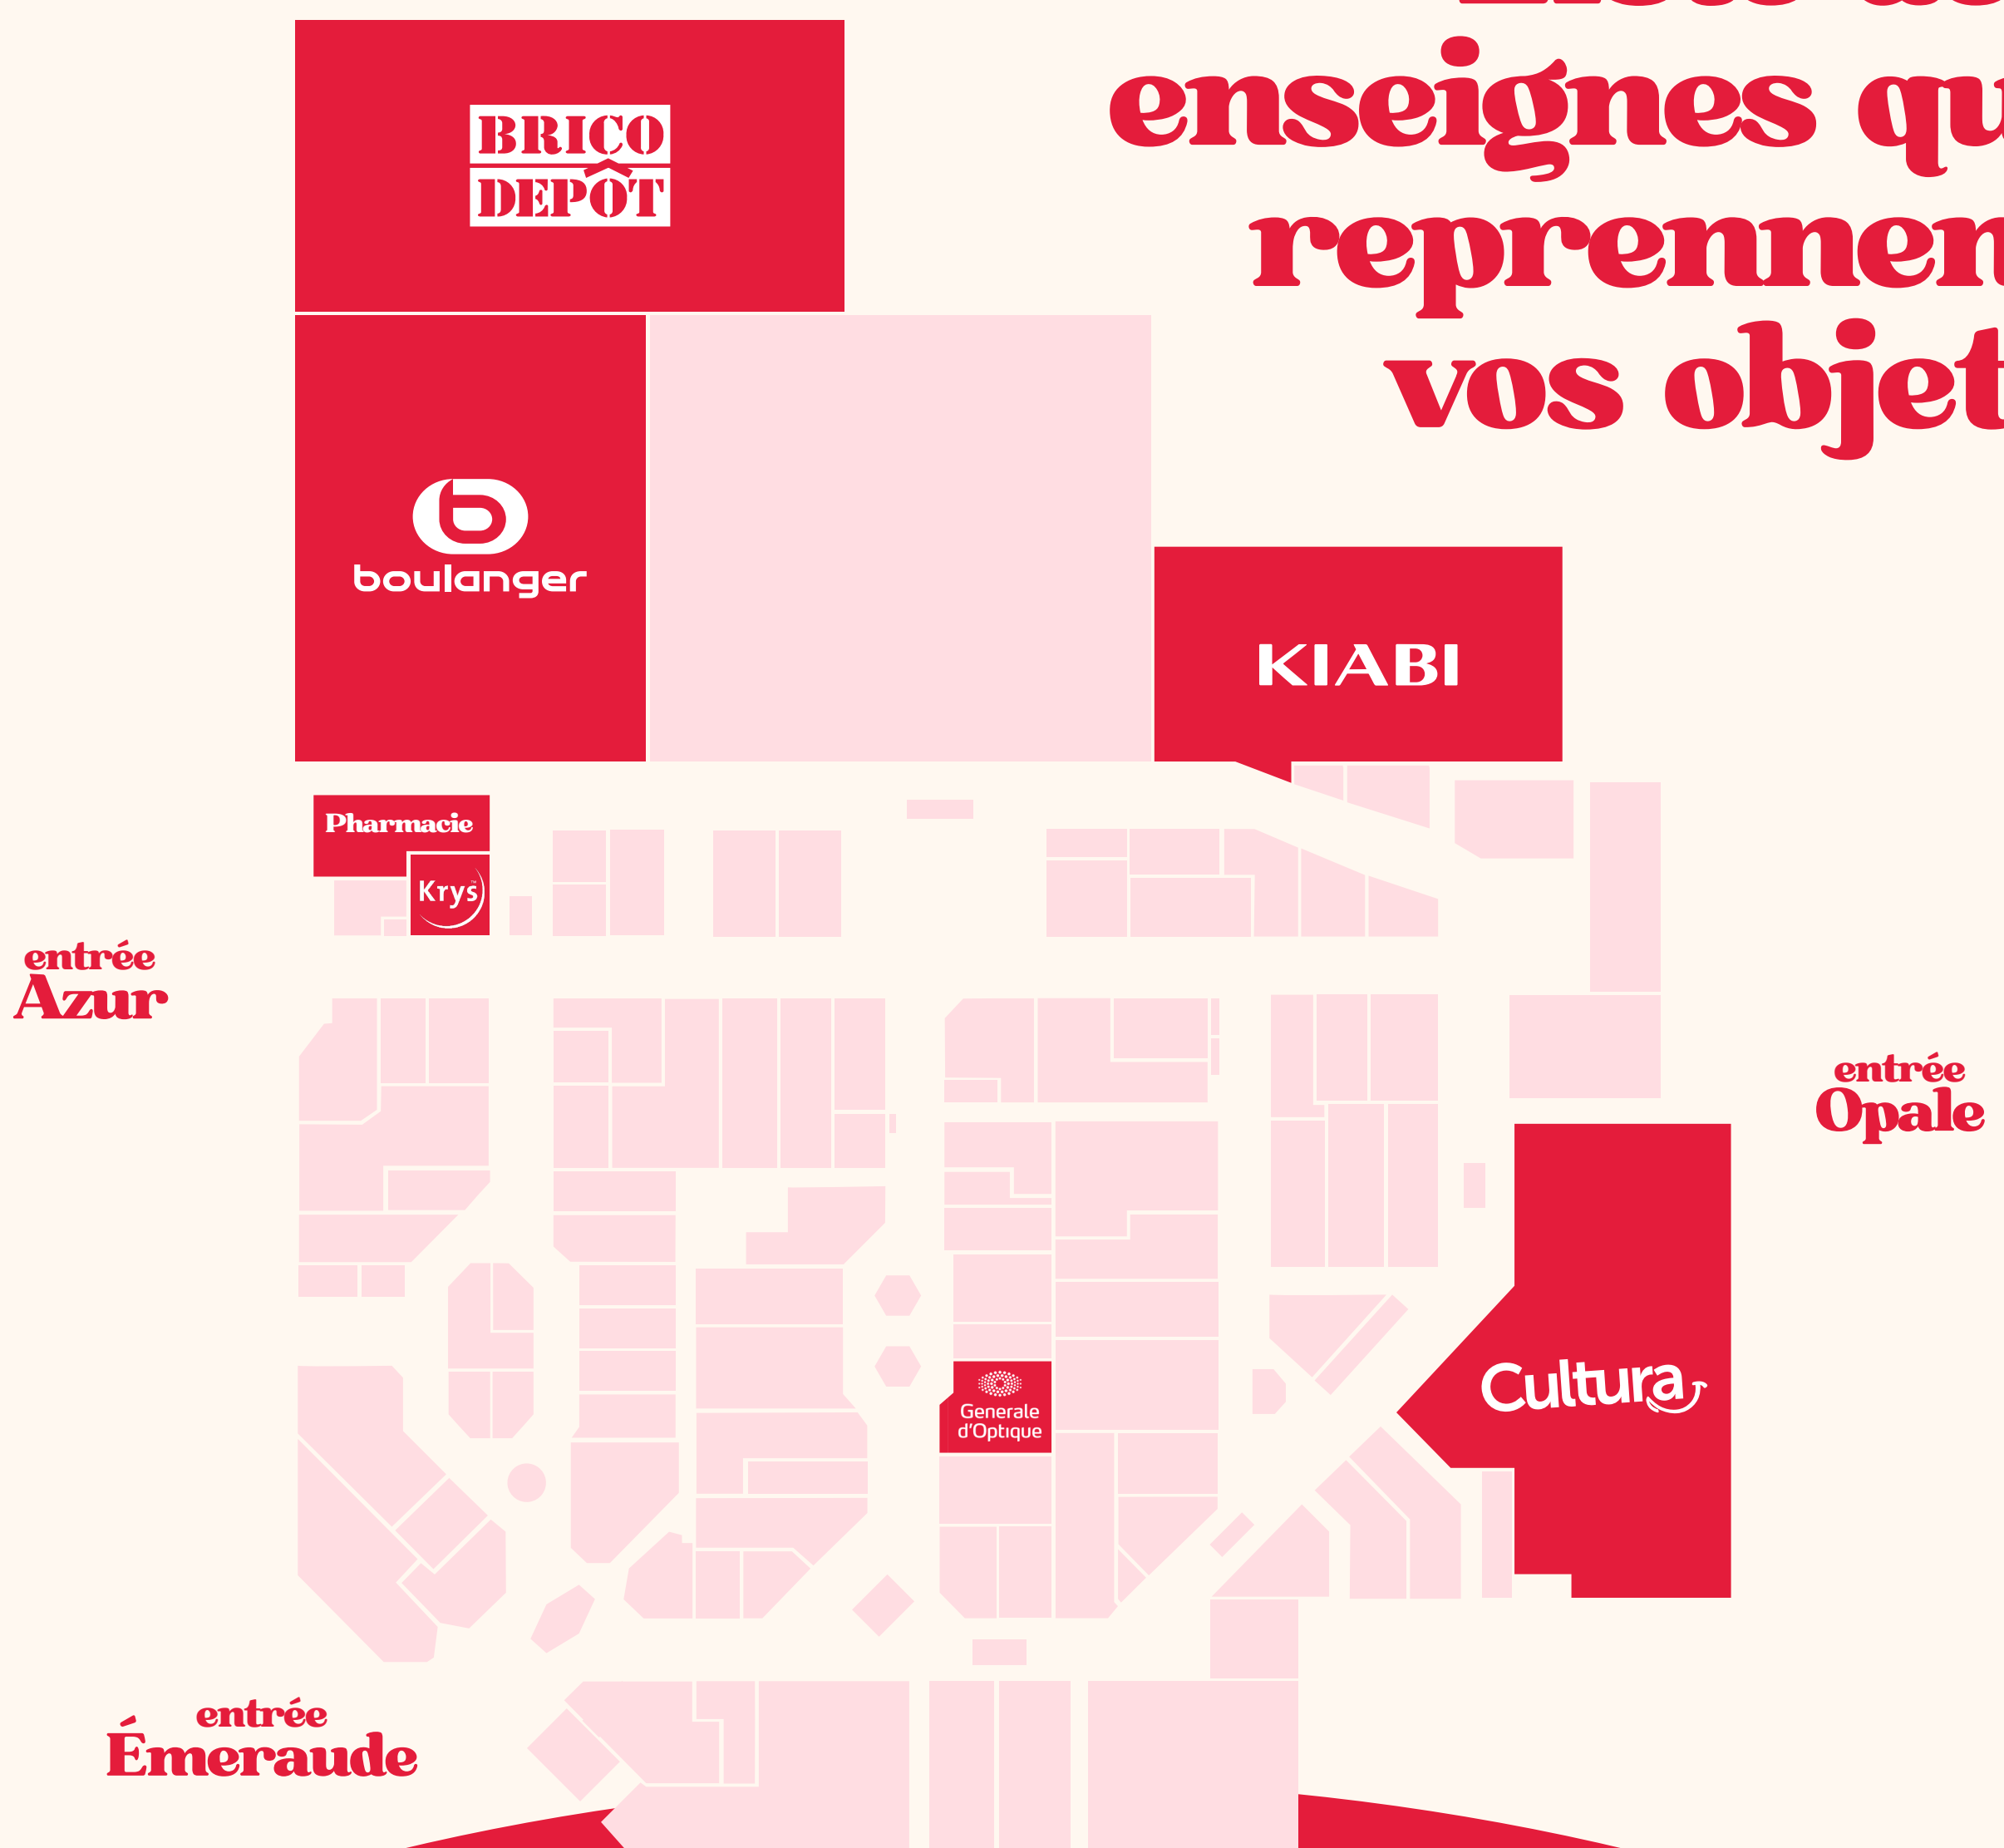 enseignes qu
reprennen
vos objet
BRICO
DEPÔT
boulanger
KIABI
Pharmacie
Krys
entrée
Azur
entrée
Opale
Cultura
Generale
d'Optique
entrée
Émeraude